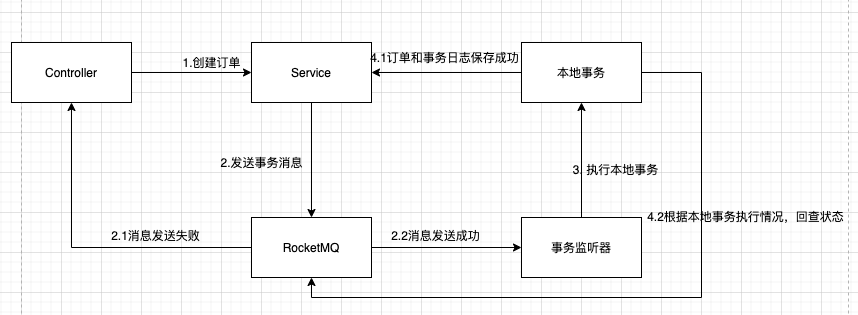 4.1订单和事务日志保存成功
1.创建订单
Controller
Service
本地事务
2.发送事务消息
3. 执行本地事务
4.2根据本地事务执行情况，回查状态
2.1消息发送失败
2.2消息发送成功
RocketMQ
事务监听器